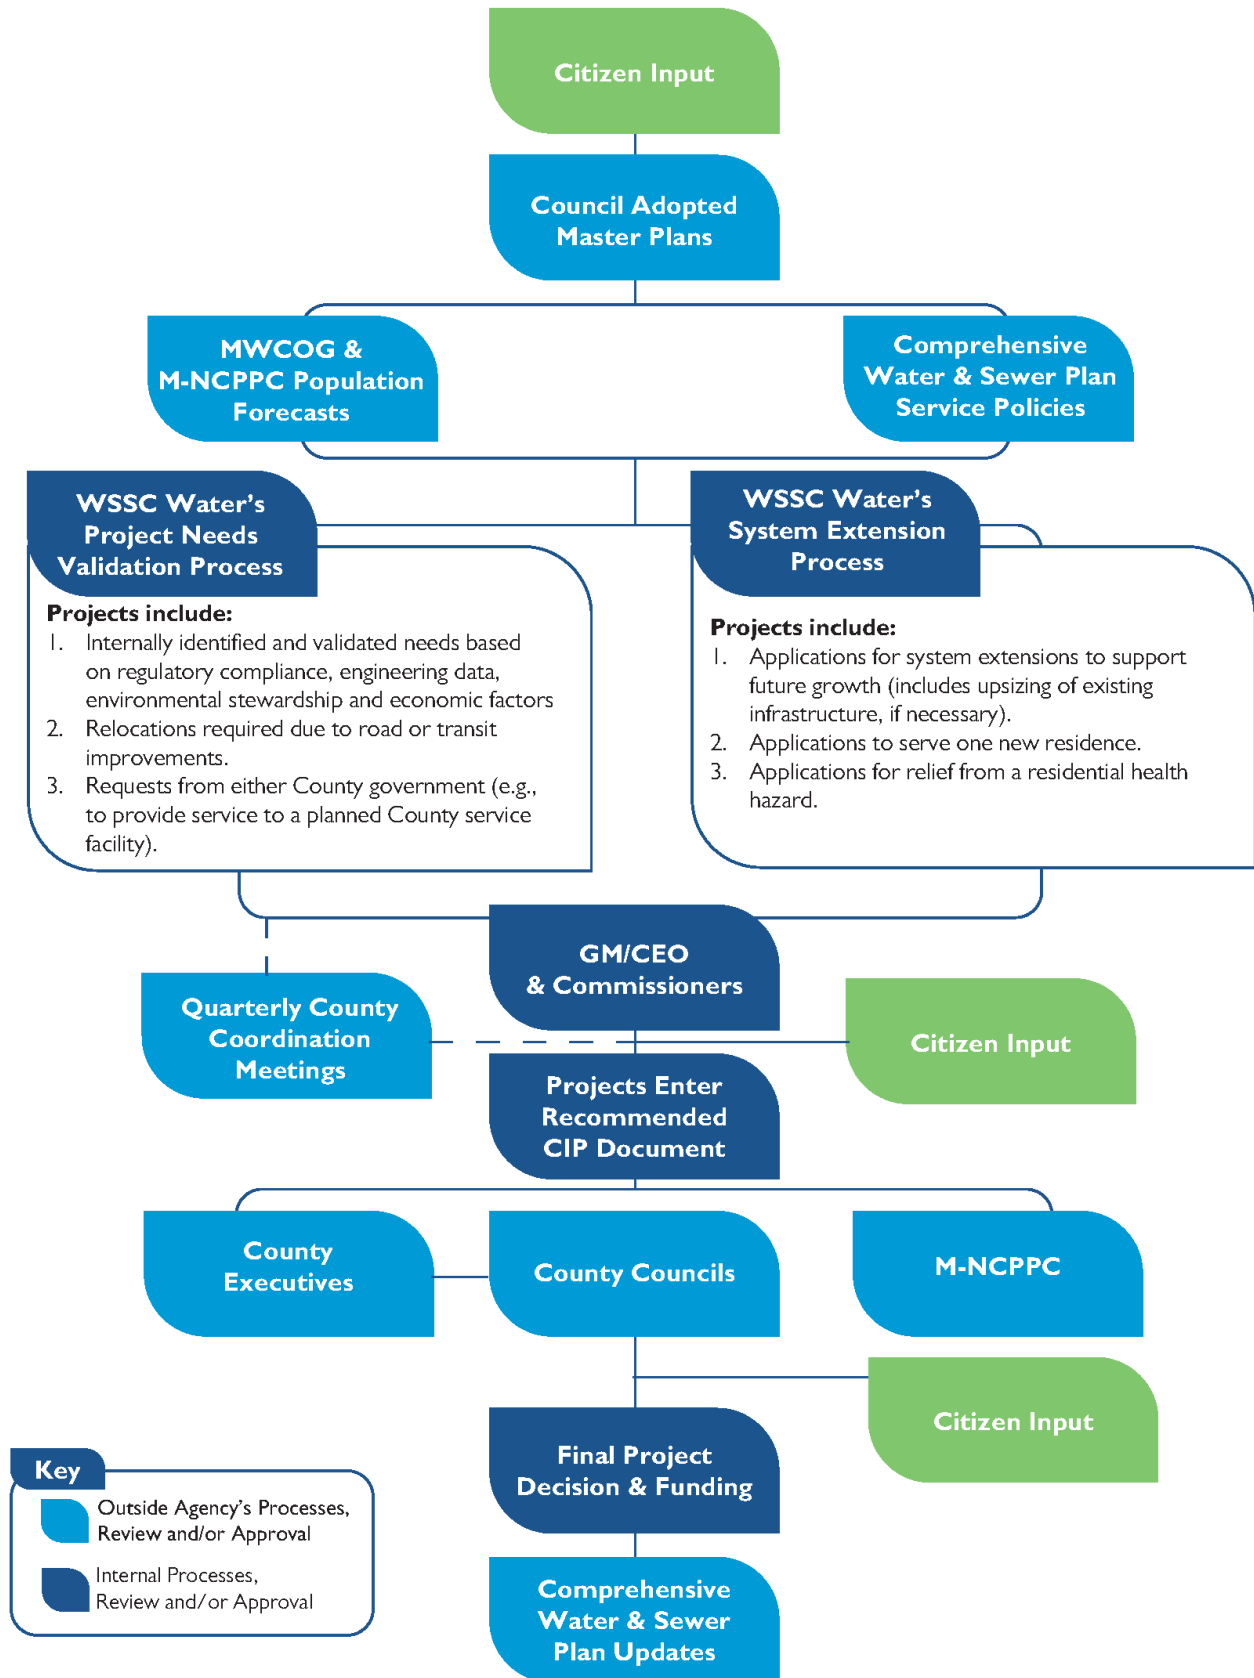 Citizen Input
Council Adopted
Master Plans
MWCOG &
M-NCPPC Population
Forecasts
Comprehensive
Water & Sewer Plan
Service Policies
WSSC Water’s
Project Needs
Validation Process
Projects include:
1. Internally identified and validated needs based
on regulatory compliance, engineering data,
environmental stewardship and economic factors
2. Relocations required due to road or transit
improvements.
3. Requests from either County government (e.g.,
to provide service to a planned County service
facility).
WSSC Water’s
System Extension
Process
Projects include:
1. Applications for system extensions to support
future growth (includes upsizing of existing
infrastructure, if necessary).
2. Applications to serve one new residence.
3. Applications for relief from a residential health
hazard.
GM/CEO
& Commissioners
Quarterly County
Coordination
Meetings
Citizen Input
Projects Enter
Recommended
CIP Document
County
Executives
County Councils
M-NCPPC
Citizen Input
Final Project
Decision & Funding
Key
Outside Agency’s Processes,
Review and/or Approval
Internal Processes,
Review and/or Approval
Comprehensive
Water & Sewer
Plan Updates